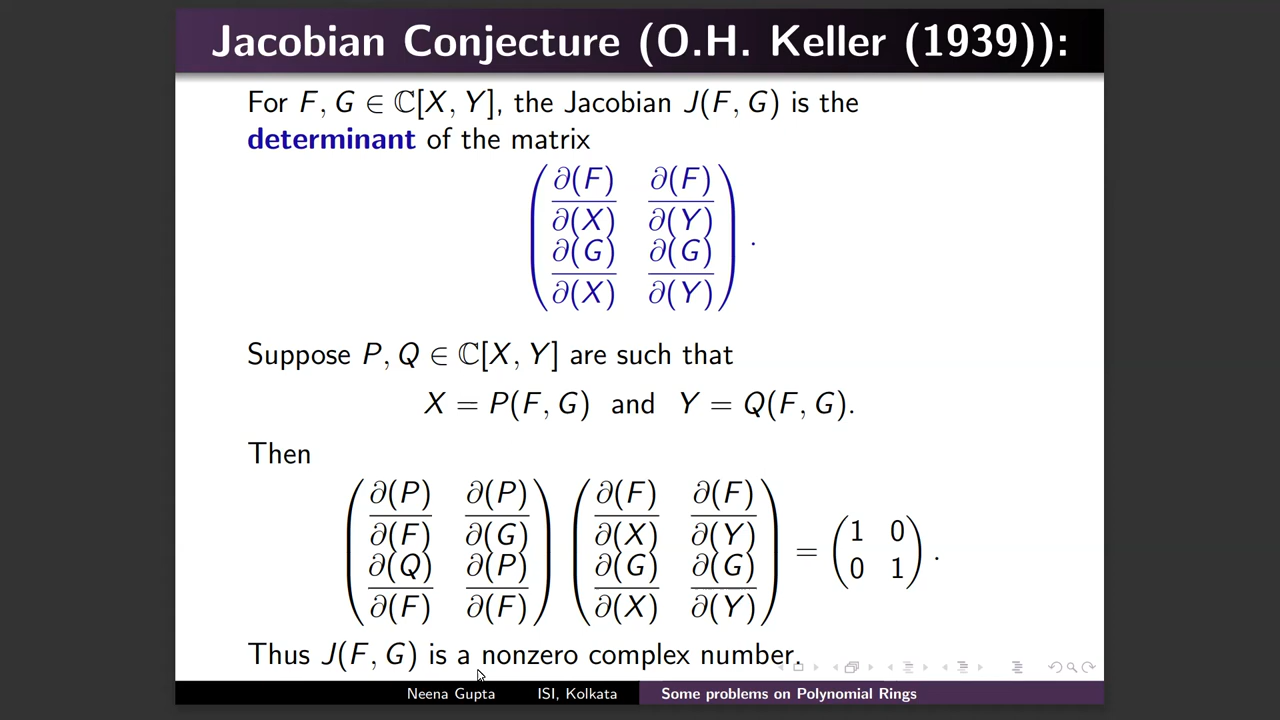 Jacobian Conjecture (O.H. Keller (1939)):
For F, G ∈ ℂ[X, Y], the Jacobian J(F, G) is the
determinant of the matrix
∂(F) ∂(F)
∂(X) ∂(Y)
∂(G) ∂(G) .
∂(X) ∂(Y)
Suppose P, Q ∈ ℂ[X, Y] are such that
X = P(F, G) and Y = Q(F, G).
Then
∂(P) ∂(P) ∂(F) ∂(F)
∂(F) ∂(G) ∂(X) ∂(Y) = (1 0
∂(Q) ∂(P) ∂(G) ∂(G) 0 1) .
∂(F) ∂(F) ∂(X) ∂(Y)
Thus J(F, G) is a nonzero complex number.
Neena Gupta ISI, Kolkata Some problems on Polynomial Rings